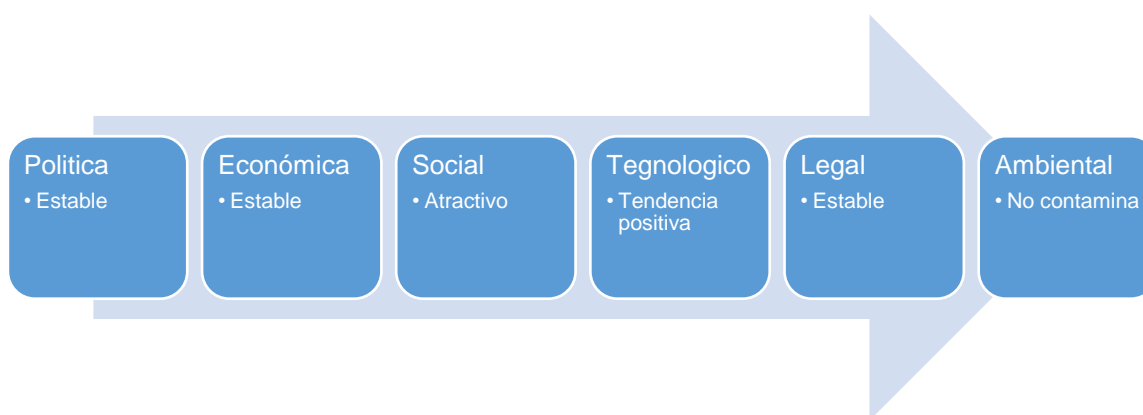 Politica
• Estable
Económica
• Estable
Social
• Atractivo
Tegnologico
• Tendencia
positiva
Legal
• Estable
Ambiental
• No contamina